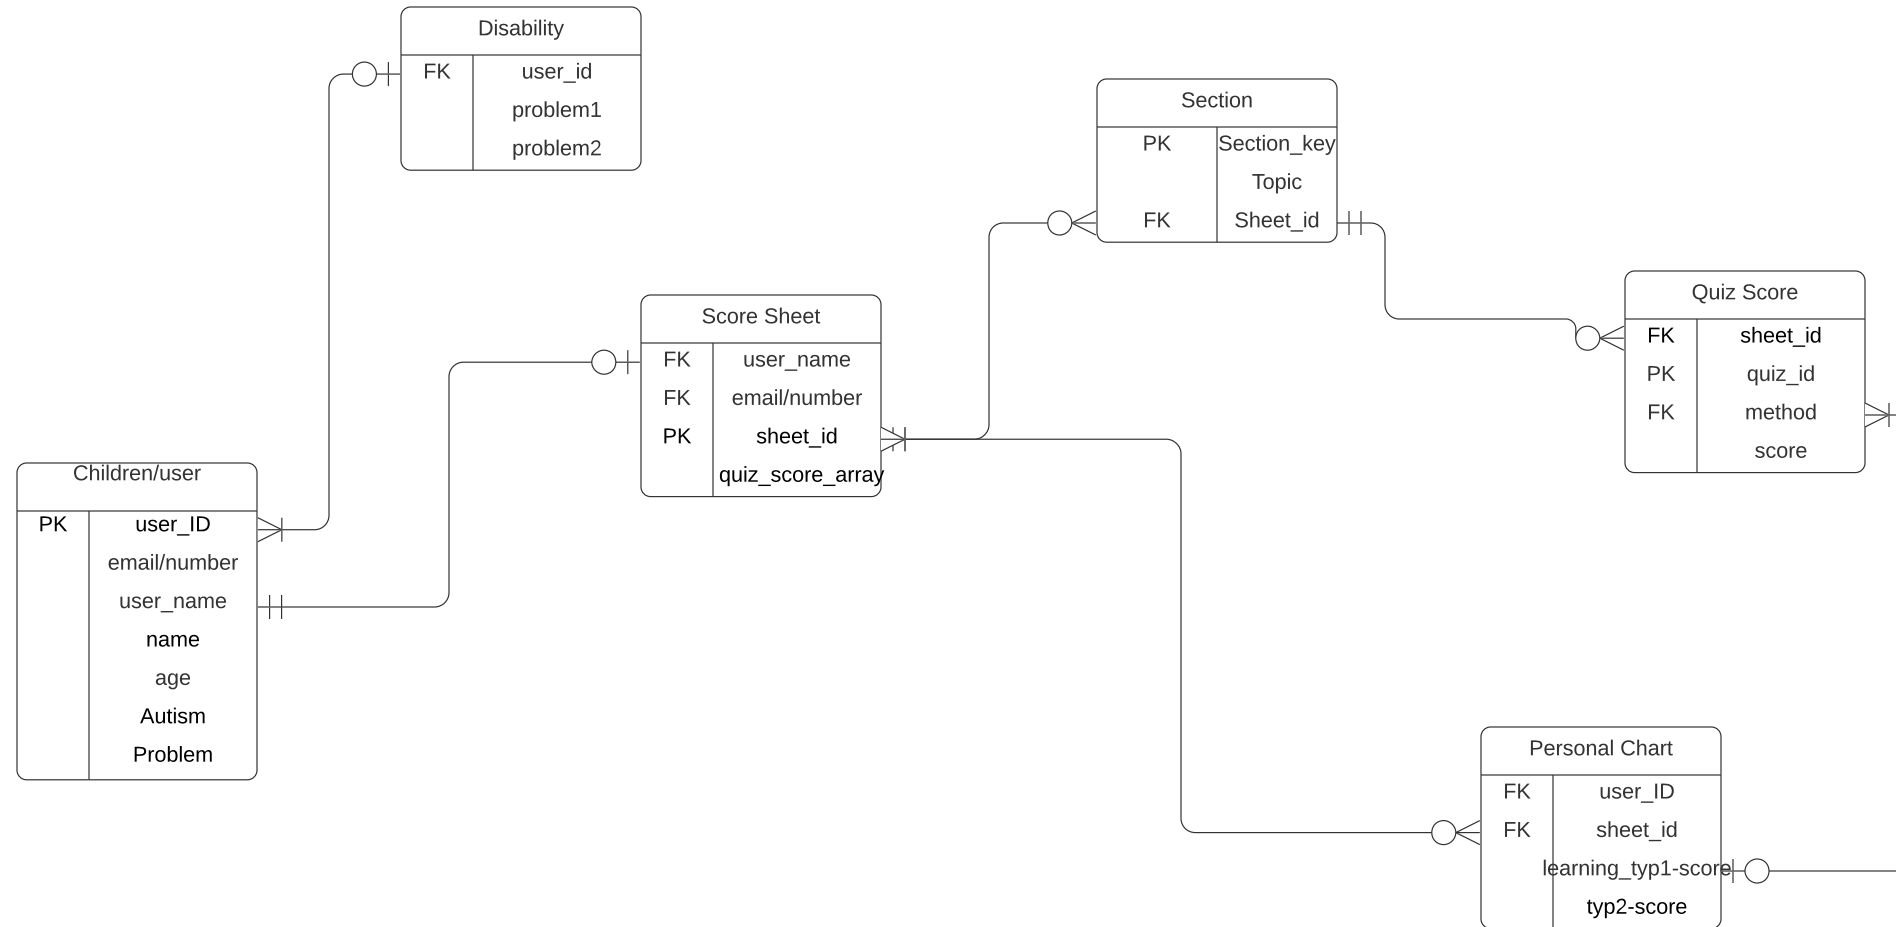 Disability
FK user_id
problem1
problem2
Section
PK Section_key
Topic
FK Sheet_id
Quiz Score
FK sheet_id
PK quiz_id
FK method
score
Score Sheet
FK user_name
FK email/number
PK sheet_id
quiz_score_array
Children/user
PK user_ID
email/number
user_name
name
age
Autism
Problem
Personal Chart
FK user_ID
FK sheet_id
learning_typ1-score
typ2-score